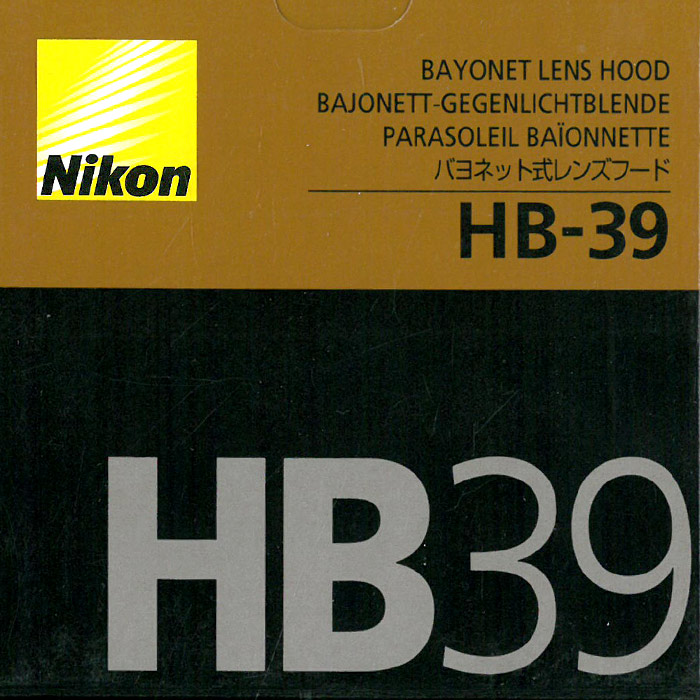 Nikon
BAYONET LENS HOOD
BAJONETT-GEGENLICHTBLENDE
PARASOLEIL BAÏONNETTE
バヨネット式レンズフード
HB-39
HB39